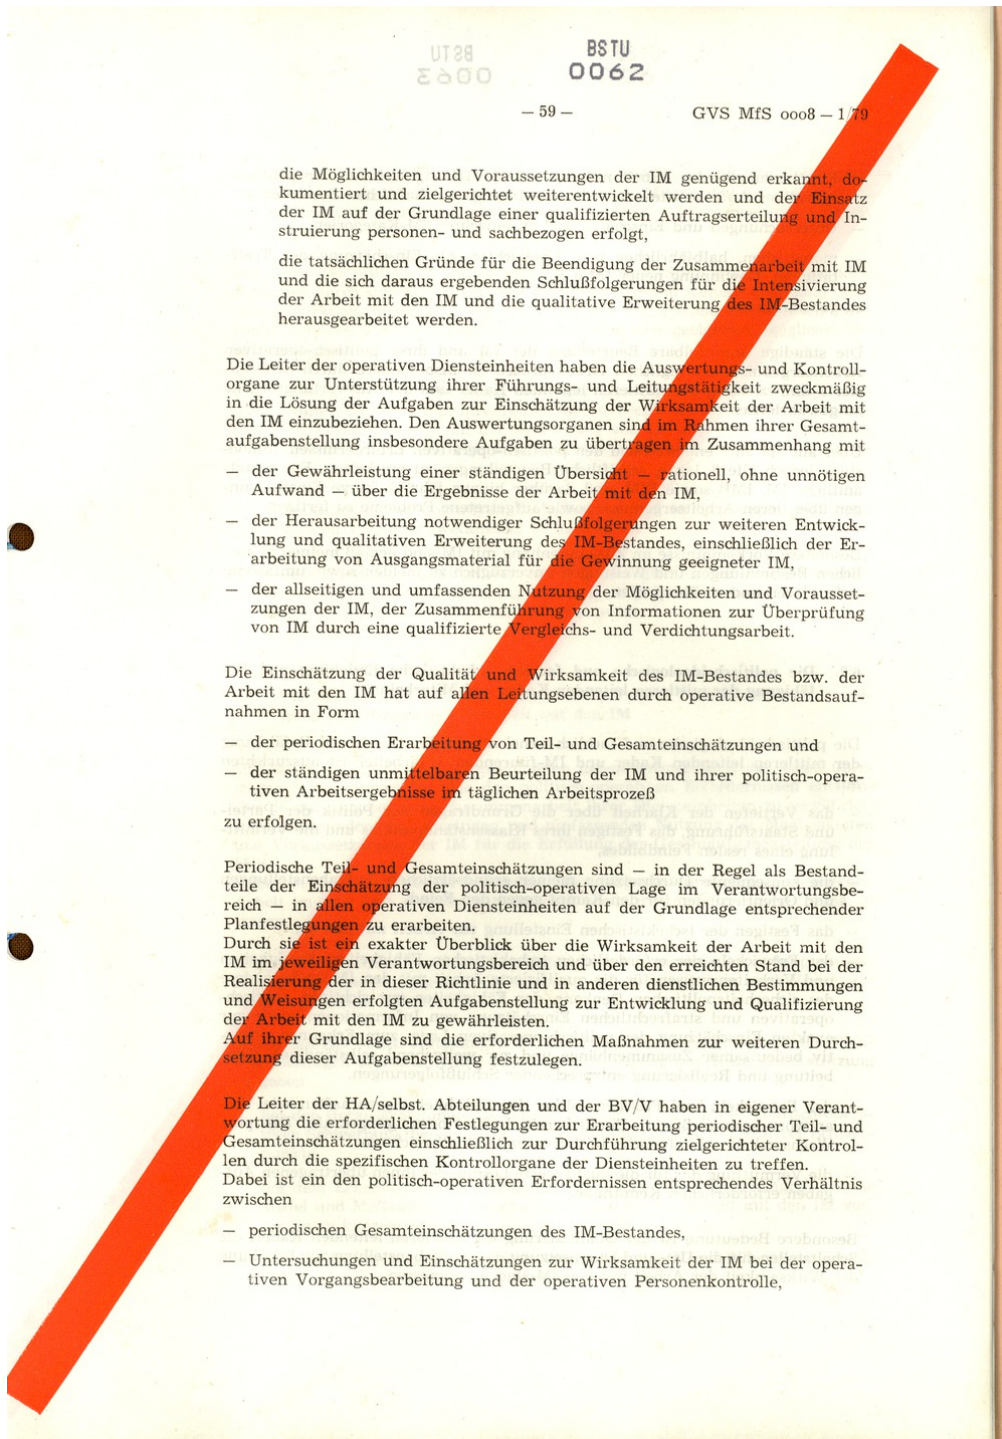 BSTU
0062
— 59 —
GVS MfS ooo8 — 1/79
die Möglichkeiten und Voraussetzungen der IM genügend erkannt, do-
kumentiert und zielgerichtet weiterentwickelt werden und der Einsatz
der IM auf der Grundlage einer qualifizierten Auftragserteilung und In-
struierung personen- und sachbezogen erfolgt,
die tatsächlichen Gründe für die Beendigung der Zusammenarbeit mit IM
und die sich daraus ergebenden Schlußfolgerungen für die Intensivierung
der Arbeit mit den IM und die qualitative Erweiterung des IM-Bestandes
herausgearbeitet werden.
Die Leiter der operativen Diensteinheiten haben die Auswertungs- und Kontroll-
organe zur Unterstützung ihrer Führungs- und Leitungstätigkeit zweckmäßig
in die Lösung der Aufgaben zur Einschätzung der Wirksamkeit der Arbeit mit
den IM einzubeziehen. Den Auswertungsorganen sind im Rahmen ihrer Gesamt-
aufgabenstellung insbesondere Aufgaben zu übertragen im Zusammenhang mit
— der Gewährleistung einer ständigen Übersicht — rationell, ohne unnötigen
Aufwand — über die Ergebnisse der Arbeit mit den IM,
— der Herausarbeitung notwendiger Schlußfolgerungen zur weiteren Entwick-
lung und qualitativen Erweiterung des IM-Bestandes, einschließlich der Er-
arbeitung von Ausgangsmaterial für die Gewinnung geeigneter IM,
— der allseitigen und umfassenden Nutzung der Möglichkeiten und Vorausset-
zungen der IM, der Zusammenführung von Informationen zur Überprüfung
von IM durch eine qualifizierte Vergleichs- und Verdichtungsarbeit.
Die Einschätzung der Qualität und Wirksamkeit des IM-Bestandes bzw. der
Arbeit mit den IM hat auf allen Leitungsebenen durch operative Bestandsauf-
nahmen in Form
— der periodischen Erarbeitung von Teil- und Gesamteinschätzungen und
— der ständigen unmittelbaren Beurteilung der IM und ihrer politisch-opera-
tiven Arbeitsergebnisse im täglichen Arbeitsprozeß
zu erfolgen.
Periodische Teil- und Gesamteinschätzungen sind — in der Regel als Bestand-
teile der Einschätzung der politisch-operativen Lage im Verantwortungsbe-
reich — in allen operativen Diensteinheiten auf der Grundlage entsprechender
Planfestlegungen zu erarbeiten.
Durch sie ist ein exakter Überblick über die Wirksamkeit der Arbeit mit den
IM im jeweiligen Verantwortungsbereich und über den erreichten Stand bei der
Realisierung der in dieser Richtlinie und in anderen dienstlichen Bestimmungen
und Weisungen erfolgten Aufgabenstellung zur Entwicklung und Qualifizierung
der Arbeit mit den IM zu gewährleisten.
Auf ihrer Grundlage sind die erforderlichen Maßnahmen zur weiteren Durch-
setzung dieser Aufgabenstellung festzulegen.
Die Leiter der HA/selbst. Abteilungen und der BV/V haben in eigener Verant-
wortung die erforderlichen Festlegungen zur Erarbeitung periodischer Teil- und
Gesamteinschätzungen einschließlich zur Durchführung zielgerichteter Kontrol-
len durch die spezifischen Kontrollorgane der Diensteinheiten zu treffen.
Dabei ist ein den politisch-operativen Erfordernissen entsprechendes Verhältnis
zwischen
— periodischen Gesamteinschätzungen des IM-Bestandes,
— Untersuchungen und Einschätzungen zur Wirksamkeit der IM bei der opera-
tiven Vorgangsbearbeitung und der operativen Personenkontrolle,